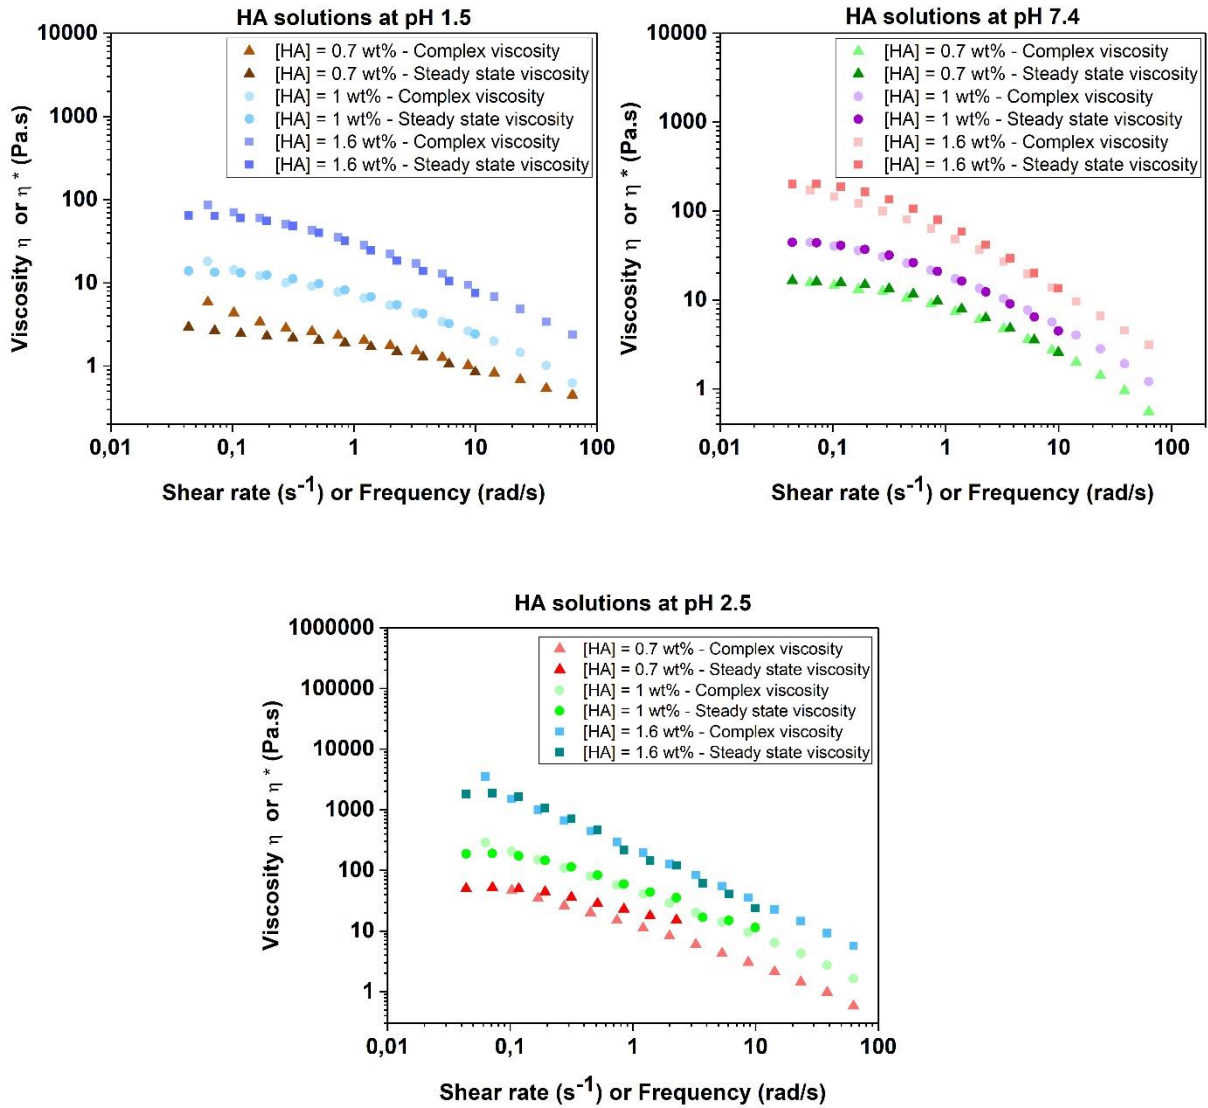 HA solutions at pH 1.5
10000
1000
100
10
1
Viscosity η or η * (Pa.s)
[HA] = 0.7 wt% - Complex viscosity
[HA] = 0.7 wt% - Steady state viscosity
[HA] = 1 wt% - Complex viscosity
[HA] = 1 wt% - Steady state viscosity
[HA] = 1.6 wt% - Complex viscosity
[HA] = 1.6 wt% - Steady state viscosity
0,01 0,1 1 10 100
Shear rate (s⁻¹) or Frequency (rad/s)
HA solutions at pH 7.4
10000
1000
100
10
1
Viscosity η or η * (Pa.s)
[HA] = 0.7 wt% - Complex viscosity
[HA] = 0.7 wt% - Steady state viscosity
[HA] = 1 wt% - Complex viscosity
[HA] = 1 wt% - Steady state viscosity
[HA] = 1.6 wt% - Complex viscosity
[HA] = 1.6 wt% - Steady state viscosity
0,01 0,1 1 10 100
Shear rate (s⁻¹) or Frequency (rad/s)
HA solutions at pH 2.5
1000000
100000
10000
1000
100
10
1
Viscosity η or η * (Pa.s)
[HA] = 0.7 wt% - Complex viscosity
[HA] = 0.7 wt% - Steady state viscosity
[HA] = 1 wt% - Complex viscosity
[HA] = 1 wt% - Steady state viscosity
[HA] = 1.6 wt% - Complex viscosity
[HA] = 1.6 wt% - Steady state viscosity
0,01 0,1 1 10 100
Shear rate (s⁻¹) or Frequency (rad/s)